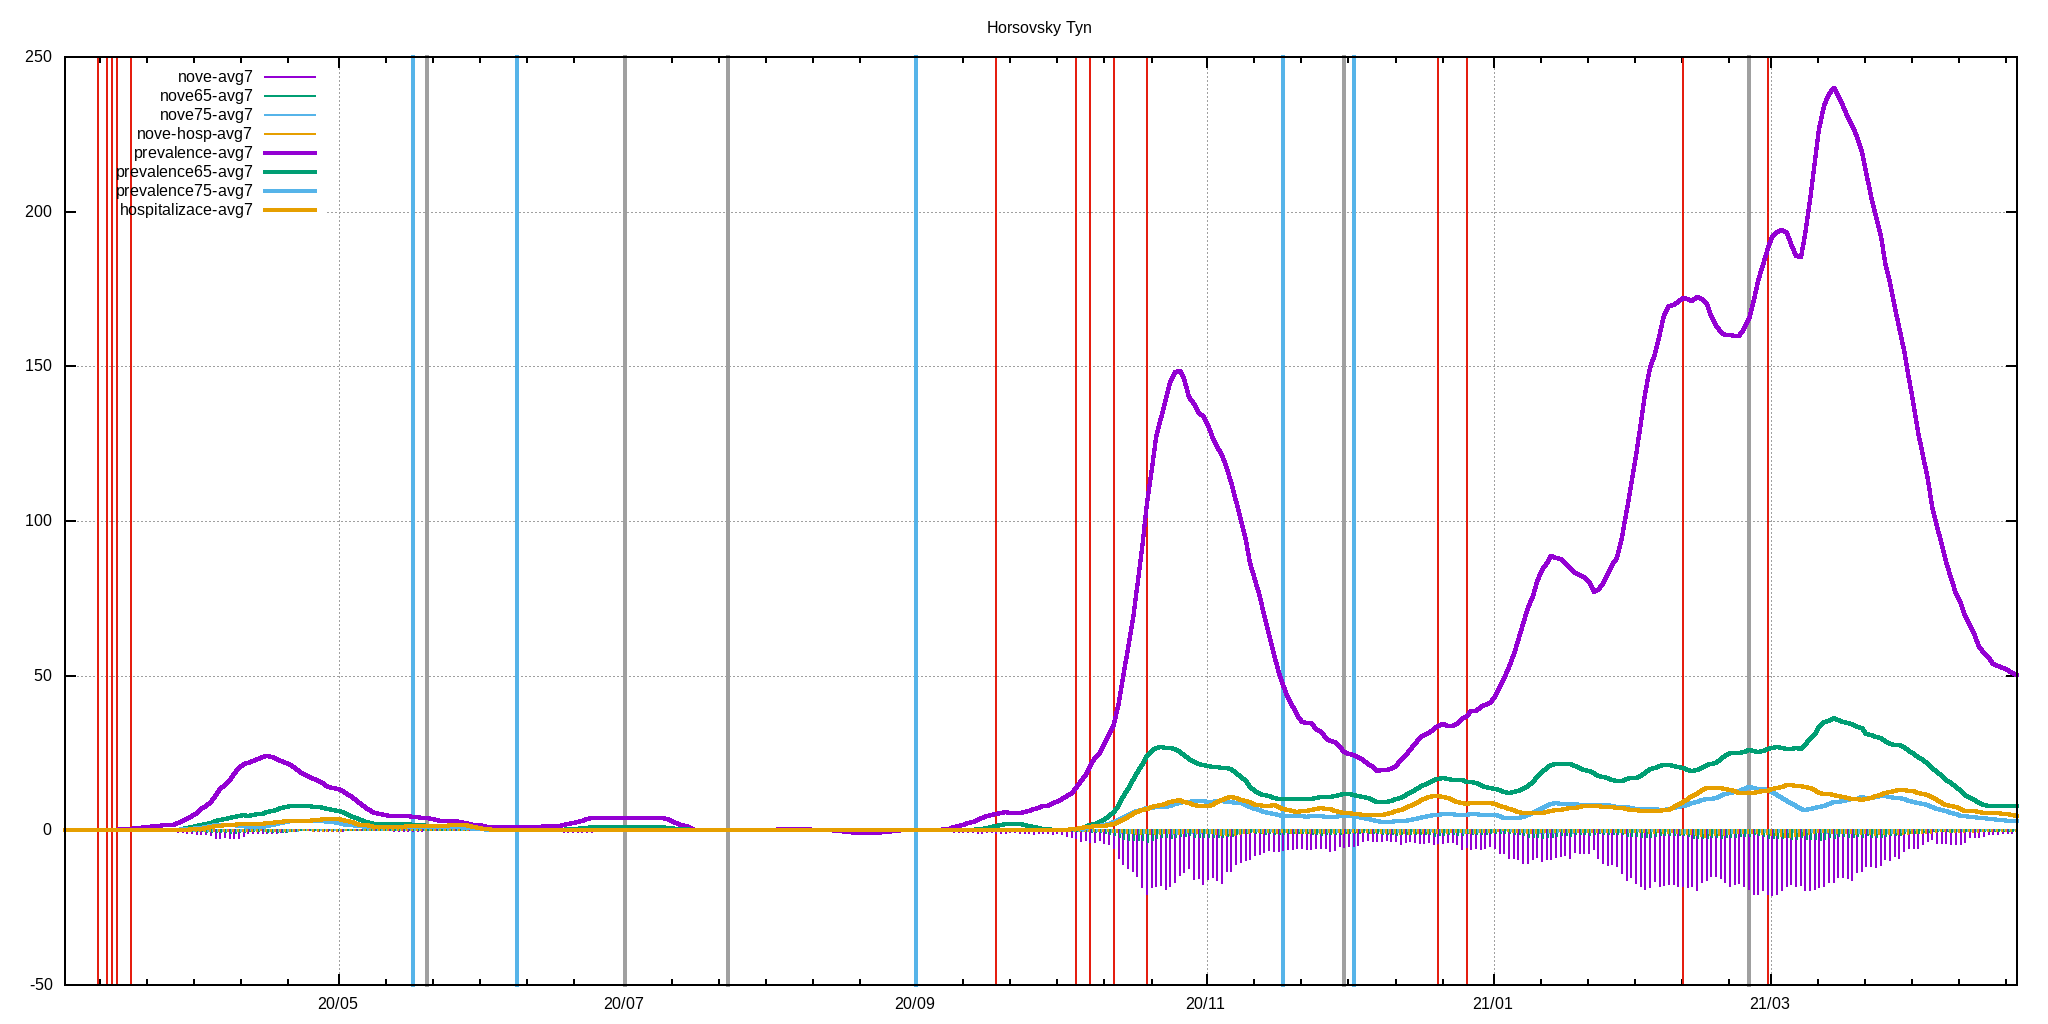 Horsovsky Tyn
250
200
150
100
50
0
-50
nove-avg7
nove65-avg7
nove75-avg7
nove-hosp-avg7
prevalence-avg7
prevalence65-avg7
prevalence75-avg7
hospitalizace-avg7
20/05
20/07
20/09
20/11
21/01
21/03